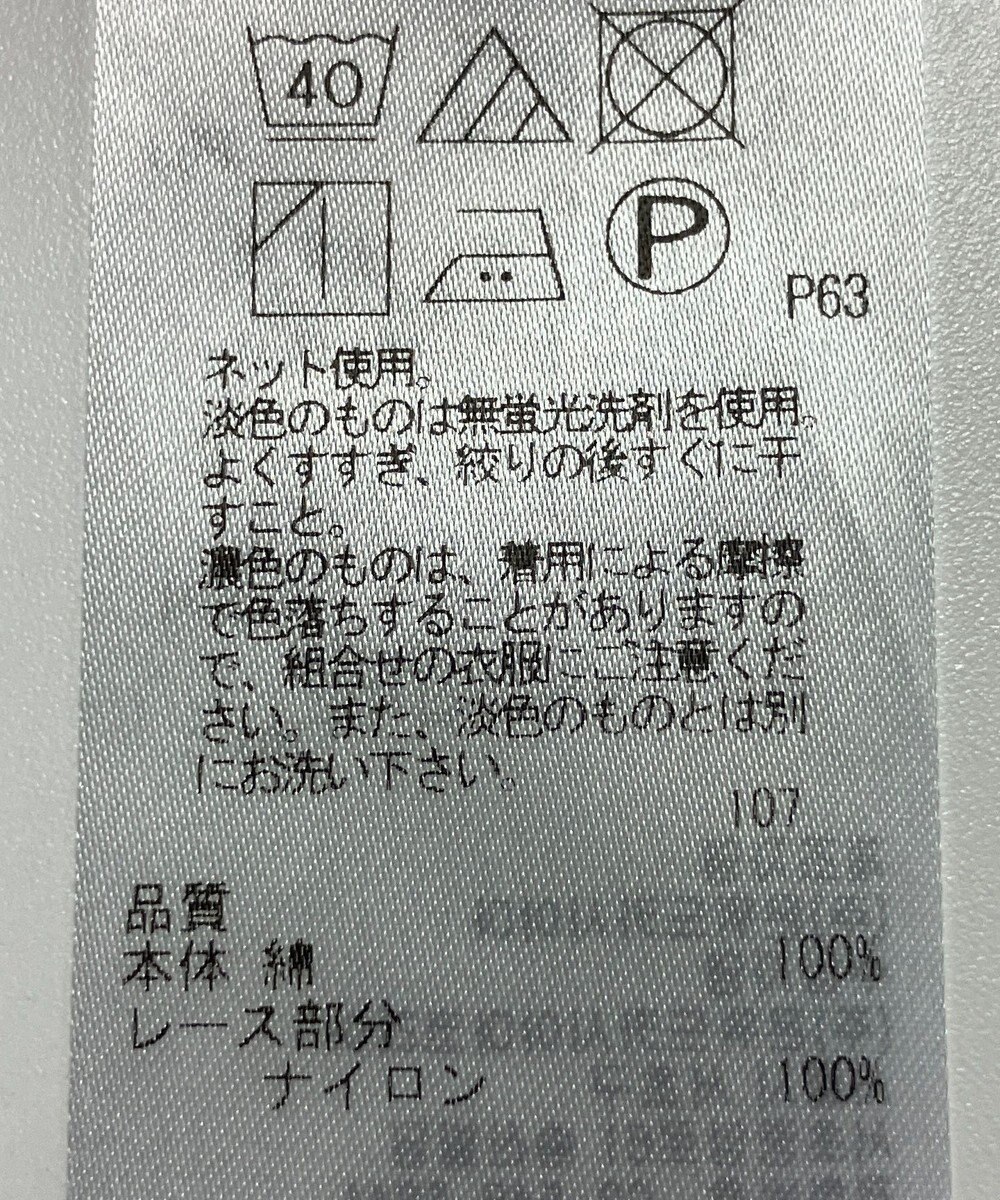 40
P
P63
ネット使用。
淡色のものは無蛍光洗剤を使用。
よくすすぎ、絞りの後すぐに干
すこと。
濃色のものは、着用による摩擦
で色落ちすることがありますの
で、組合せの衣服にご注意くだ
さい。また、淡色のものとは別
にお洗い下さい。
107
品質
本体 綿 100%
レース部分
ナイロン 100%